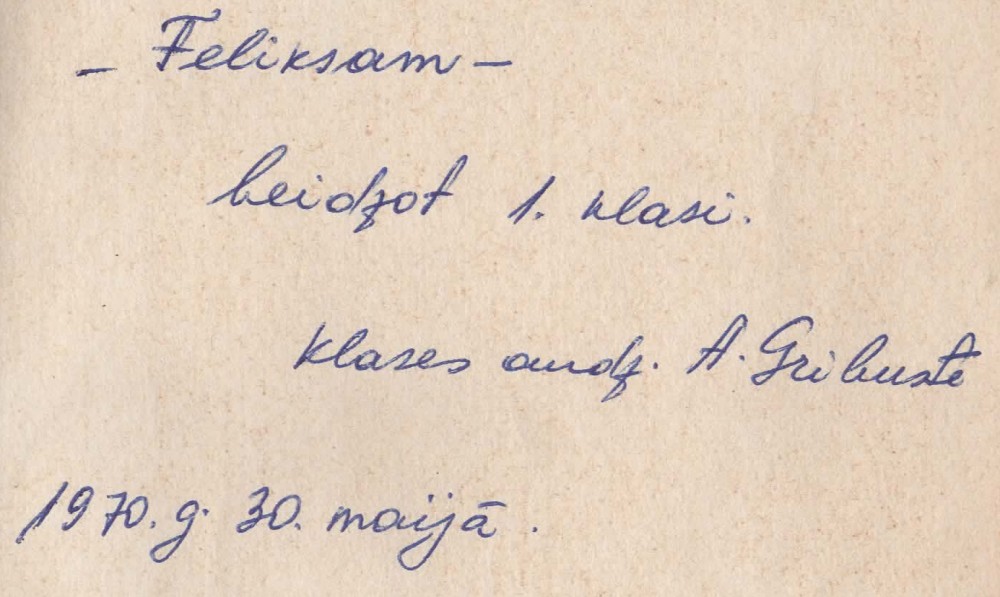 – Feliksam –
beidzot 1. klasi.
klases audz. A. Gribuste
1970. g. 30. maijā.